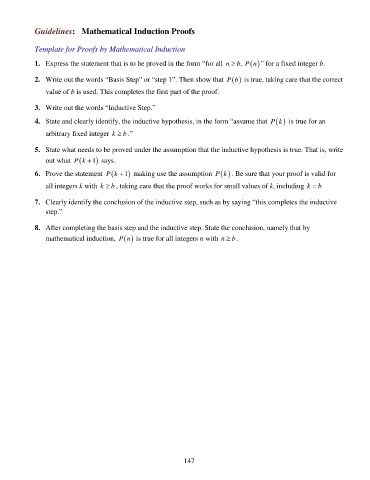 Guidelines: Mathematical Induction Proofs
Template for Proofs by Mathematical Induction
1. Express the statement that is to be proved in the form “for all n ≥ b, P(n)” for a fixed integer b.
2. Write out the words “Basis Step” or “step 1”. Then show that P(b) is true, taking care that the correct
value of b is used. This completes the first part of the proof.
3. Write out the words “Inductive Step.”
4. State and clearly identify, the inductive hypothesis, in the form “assume that P(k) is true for an
arbitrary fixed integer k ≥ b.”
5. State what needs to be proved under the assumption that the inductive hypothesis is true. That is, write
out what P(k+1) says.
6. Prove the statement P(k+1) making use the assumption P(k). Be sure that your proof is valid for
all integers k with k ≥ b, taking care that the proof works for small values of k, including k = b
7. Clearly identify the conclusion of the inductive step, such as by saying “this completes the inductive
step.”
8. After completing the basis step and the inductive step. State the conclusion, namely that by
mathematical induction, P(n) is true for all integers n with n ≥ b.
147